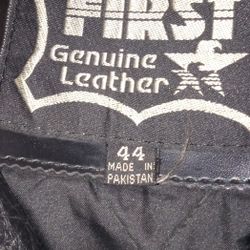 FIRST
Genuine
Leather
44
MADE IN
PAKISTAN